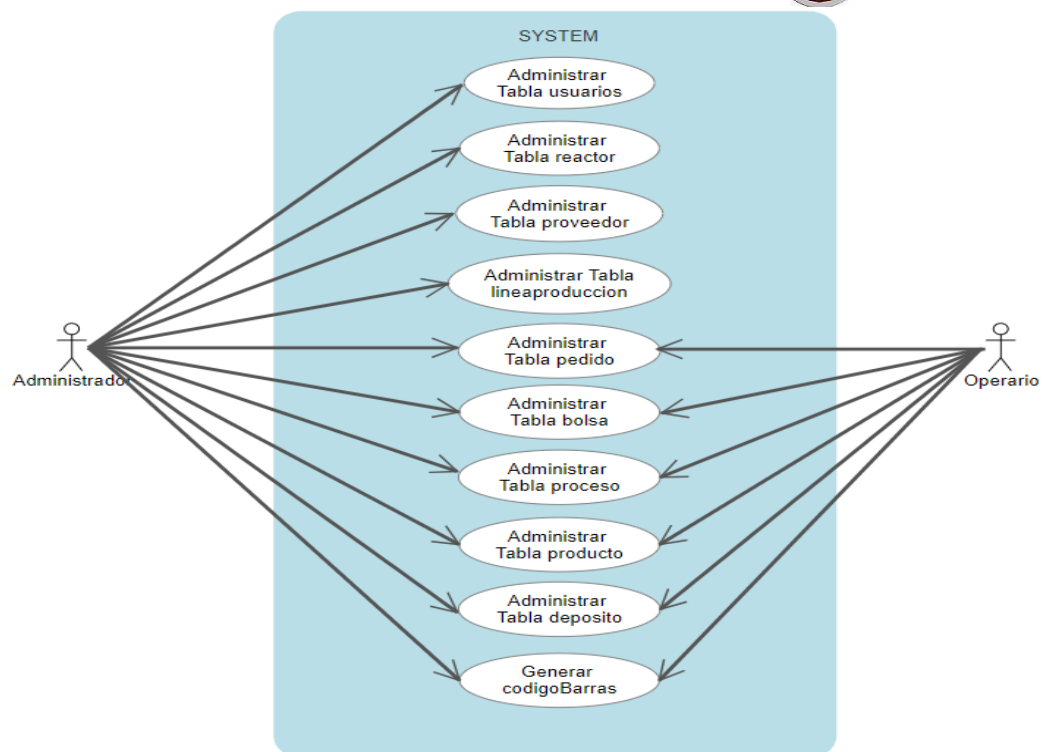 SYSTEM
Administrar
Tabla usuarios
Administrar
Tabla reactor
Administrar
Tabla proveedor
Administrar Tabla
lineaproduccion
Administrar
Tabla pedido
Administrador
Operario
Administrar
Tabla bolsa
Administrar
Tabla proceso
Administrar
Tabla producto
Administrar
Tabla deposito
Generar
codigoBarras